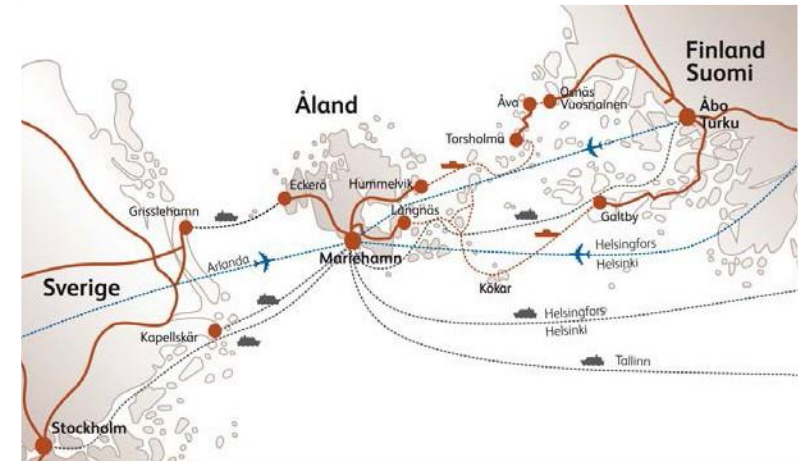 Finland
Suomi
Åland
Åva
Osnäs
Vuosnainen
Åbo
Turku
Torsholma
Eckerö
Hummelvik
Grisslehamn
Långnäs
Galtby
Arlanda
Mariehamn
Helsingfors
Helsinki
Sverige
Kökar
Kapellskär
Helsingfors
Helsinki
Tallinn
Stockholm